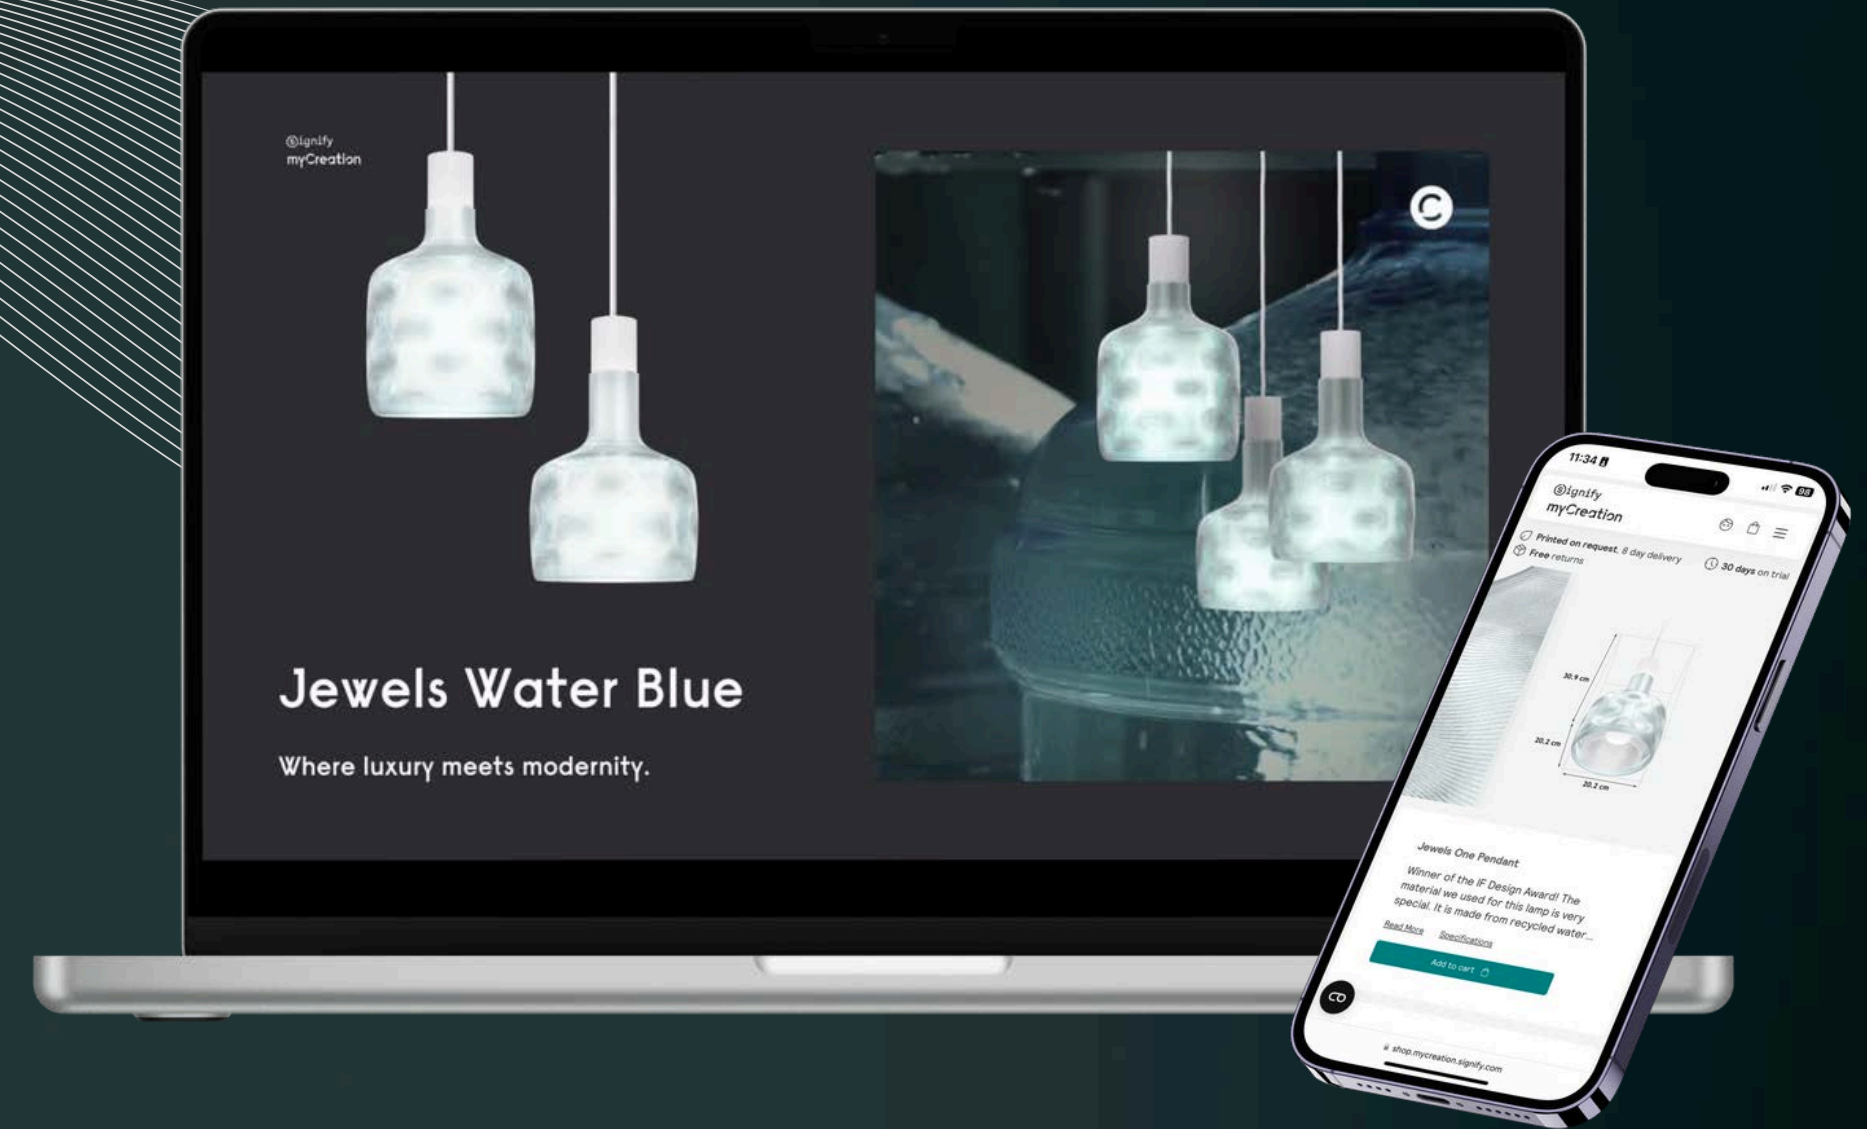 Signify
myCreation
Jewels Water Blue
Where luxury meets modernity.
C
11:34
98
Signify
myCreation
Printed on request, 8 day delivery
30 days on trial
Free returns
30.9 cm
20.2 cm
20.2 cm
Jewels One Pendant
Winner of the IF Design Award! The
material we used for this lamp is very
special. It is made from recycled water...
Read More
Specifications
Add to cart
shop.mycreation.signify.com